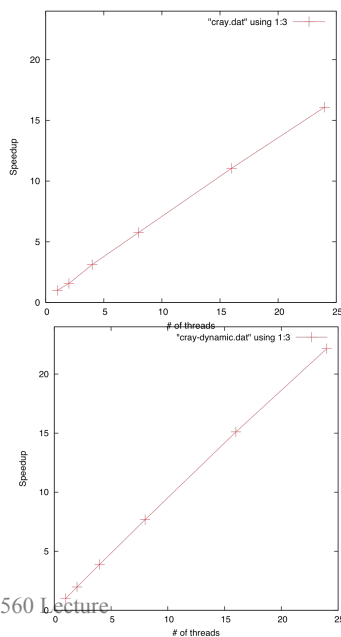 "cray.dat" using 1:3
20
15
10
5
0
Speedup
0 5 10 15 20 25
# of threads
"cray-dynamic.dat" using 1:3
20
15
10
5
0
Speedup
0 5 10 15 20 25
# of threads
560 Lecture